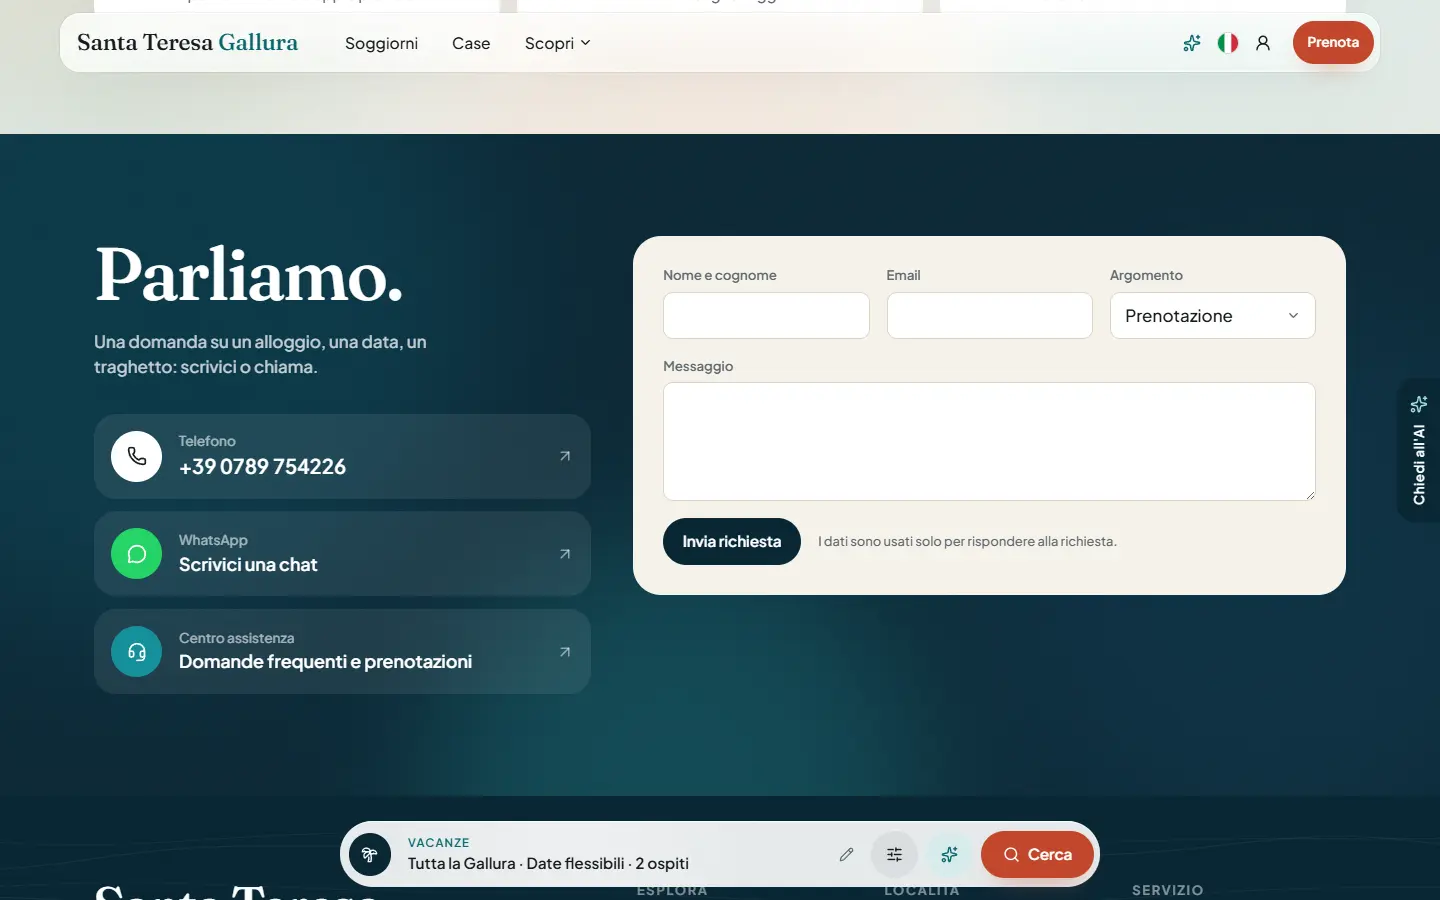 Santa Teresa Gallura
Soggiorni
Case
Scopri
Prenota
Parliamo.
Una domanda su un alloggio, una data, un
traghetto: scrivici o chiama.
Telefono
+39 0789 754226
WhatsApp
Scrivici una chat
Centro assistenza
Domande frequenti e prenotazioni
Nome e cognome
Email
Argomento
Prenotazione
Messaggio
Invia richiesta
I dati sono usati solo per rispondere alla richiesta.
Chiedi all'AI
VACANZE
Tutta la Gallura · Date flessibili · 2 ospiti
Cerca
Santa Teresa
ESPLORA
LOCALITÀ
SERVIZIO